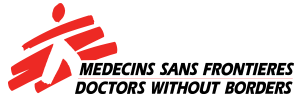 MEDECINS SANS FRONTIERES
DOCTORS WITHOUT BORDERS